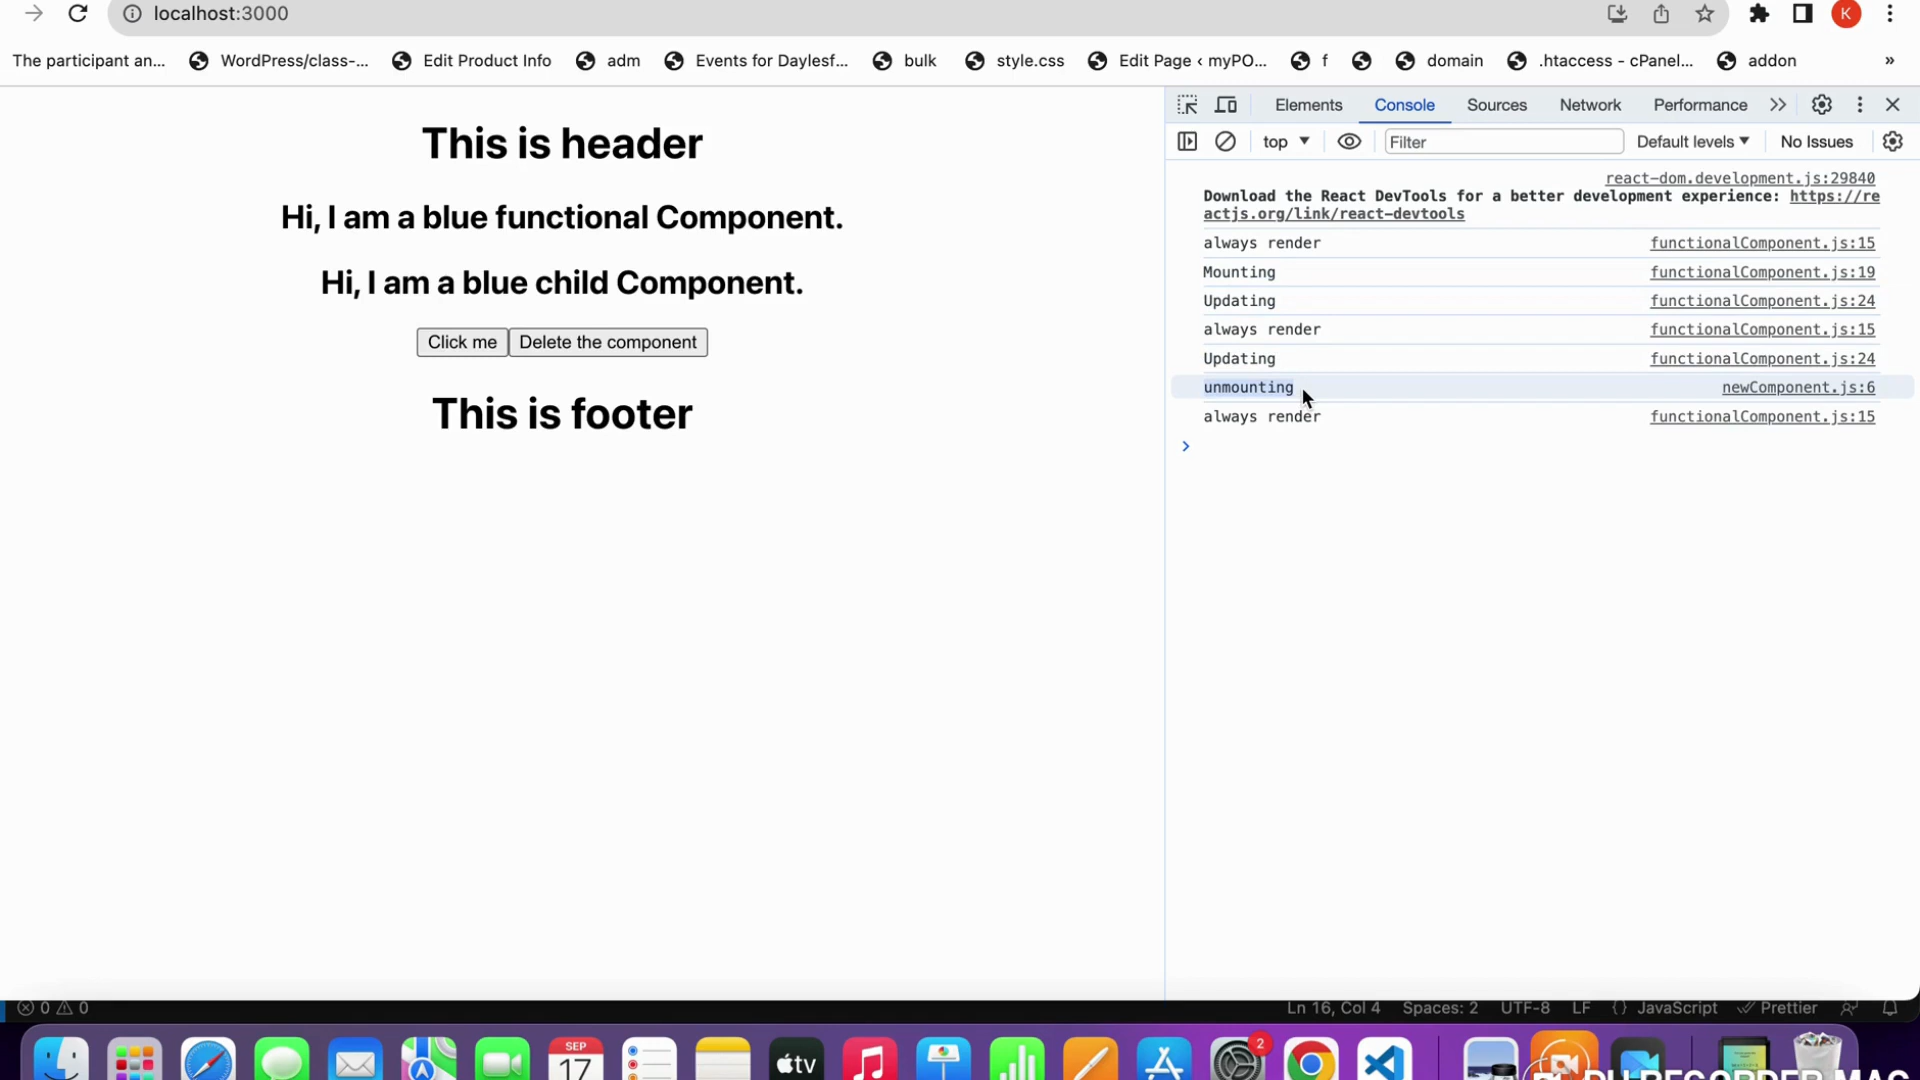 localhost:3000
K
The participant an... WordPress/class-... Edit Product Info adm Events for Daylesf... bulk style.css Edit Page ‹ myPO... f domain .htaccess - cPanel... addon »
Elements Console Sources Network Performance
top Filter Default levels No Issues
This is header
Hi, I am a blue functional Component.
Hi, I am a blue child Component.
Click me Delete the component
This is footer
react-dom.development.js:29840
Download the React DevTools for a better development experience: https://re
actjs.org/link/react-devtools
always render functionalComponent.js:15
Mounting functionalComponent.js:19
Updating functionalComponent.js:24
always render functionalComponent.js:15
Updating functionalComponent.js:24
unmounting newComponent.js:6
always render functionalComponent.js:15
0 0 Ln 16, Col 4 Spaces: 2 UTF-8 LF {} JavaScript Prettier
SEP
17
tv
2
DU RECORDER MAC